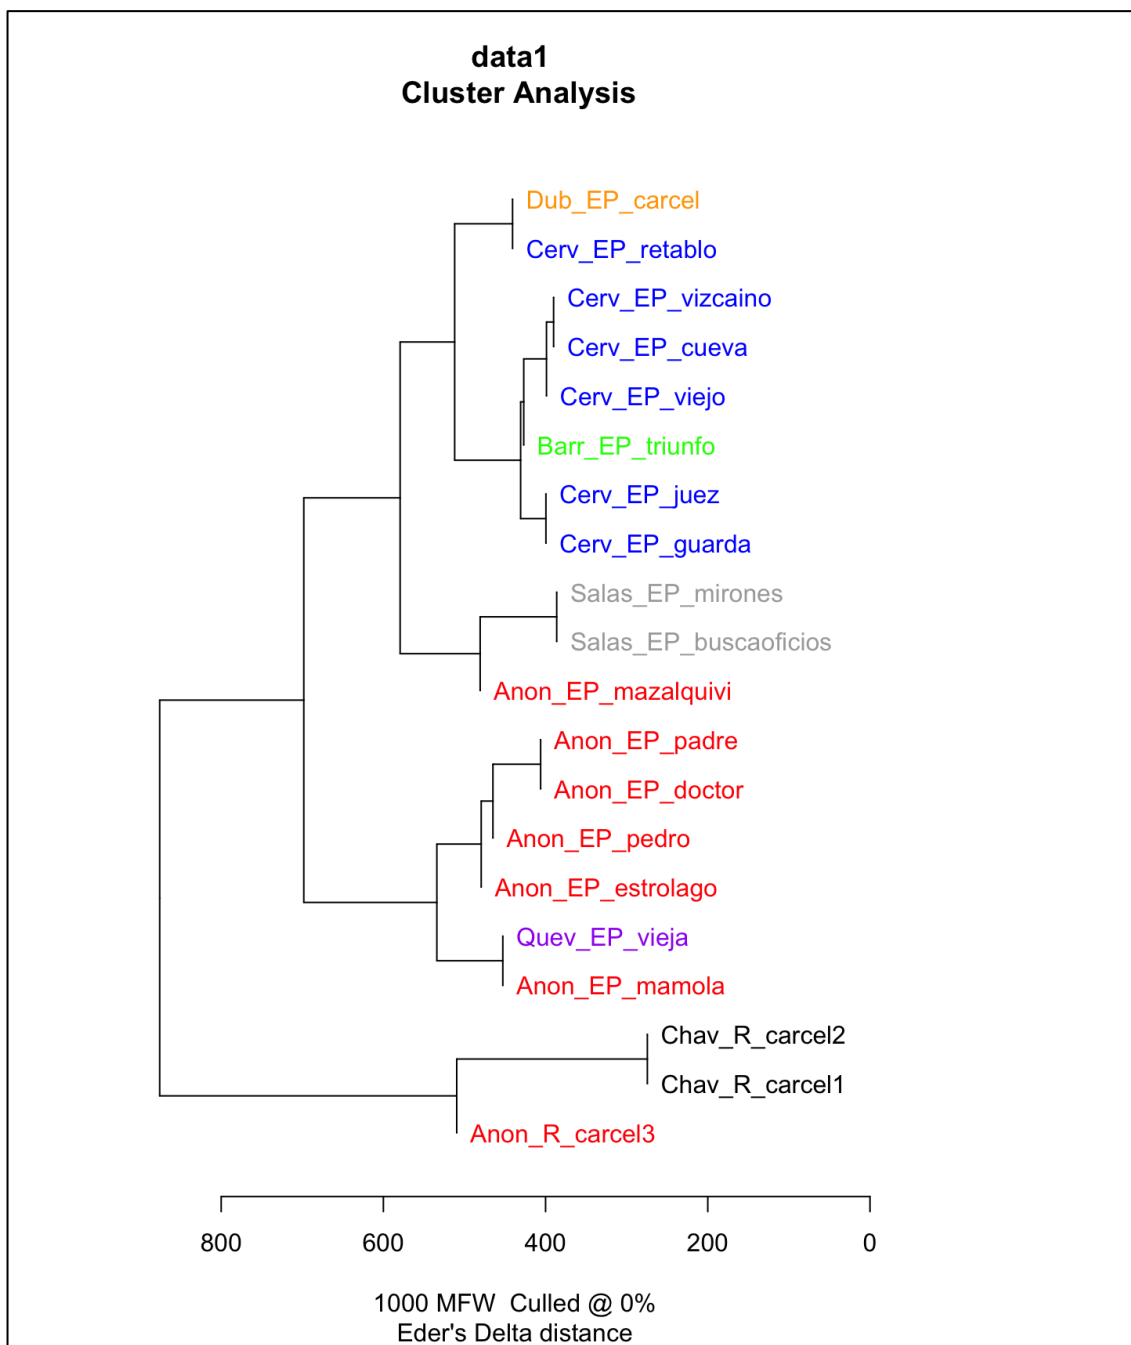 data1
Cluster Analysis
Dub_EP_carcel
Cerv_EP_retablo
Cerv_EP_vizcaino
Cerv_EP_cueva
Cerv_EP_viejo
Barr_EP_triunfo
Cerv_EP_juez
Cerv_EP_guarda
Salas_EP_mirones
Salas_EP_buscaoficios
Anon_EP_mazalquivi
Anon_EP_padre
Anon_EP_doctor
Anon_EP_pedro
Anon_EP_estrolago
Quev_EP_vieja
Anon_EP_mamola
Chav_R_carcel2
Chav_R_carcel1
Anon_R_carcel3
800 600 400 200 0
1000 MFW Culled @ 0%
Eder's Delta distance